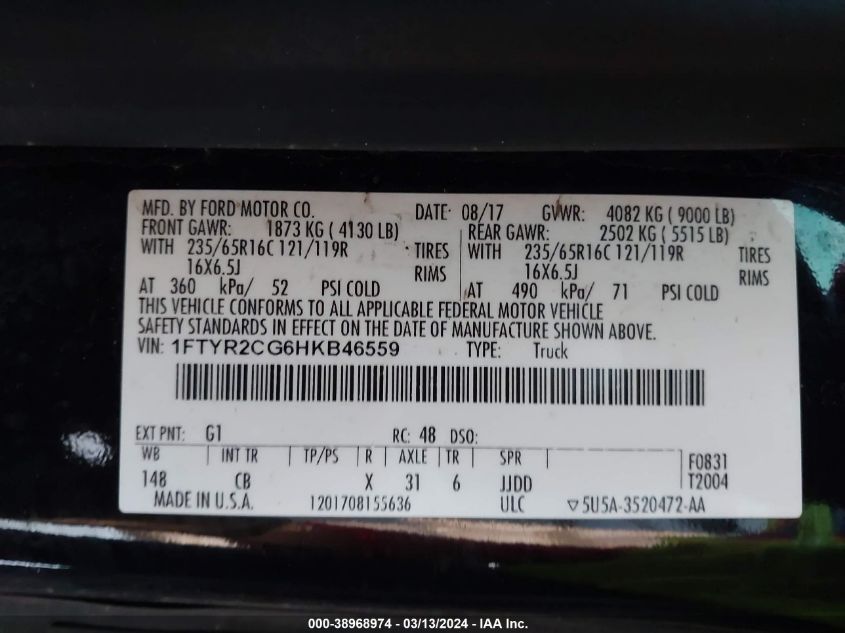 MFD. BY FORD MOTOR CO. DATE: 08/17 GVWR: 4082 KG ( 9000 LB)
FRONT GAWR: 1873 KG ( 4130 LB) REAR GAWR: 2502 KG ( 5515 LB)
WITH 235/65R16C 121/119R TIRES WITH 235/65R16C 121/119R TIRES
16X6.5J RIMS 16X6.5J RIMS
AT 360 kPa/ 52 PSI COLD AT 490 kPa/ 71 PSI COLD
THIS VEHICLE CONFORMS TO ALL APPLICABLE FEDERAL MOTOR VEHICLE
SAFETY STANDARDS IN EFFECT ON THE DATE OF MANUFACTURE SHOWN ABOVE.
VIN: 1FTYR2CG6HKB46559 TYPE: Truck
EXT PNT: G1 RC: 48 DSO:
WB INT TR TP/PS R AXLE TR SPR F0831
148 CB X 31 6 JJDD T2004
MADE IN U.S.A. 1201708155636 ULC ▽5U5A-3520472-AA
000-38968974 - 03/13/2024 - IAA Inc.